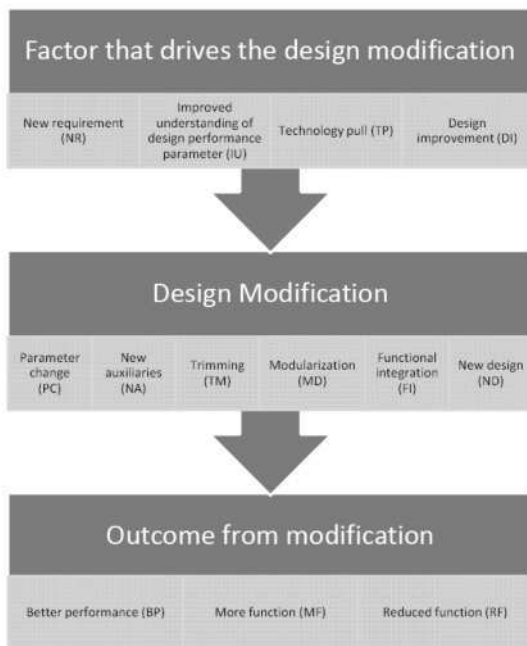 Factor that drives the design modification
New requirement
(NR)
Improved
understanding of
design performance
parameter (IU)
Technology pull (TP)
Design
improvement (DI)
Design Modification
Parameter
change
(PC)
New
auxiliaries
(NA)
Trimming
(TM)
Modularization
(MD)
Functional
integration
(FI)
New design
(ND)
Outcome from modification
Better performance (BP)
More function (MF)
Reduced function (RF)